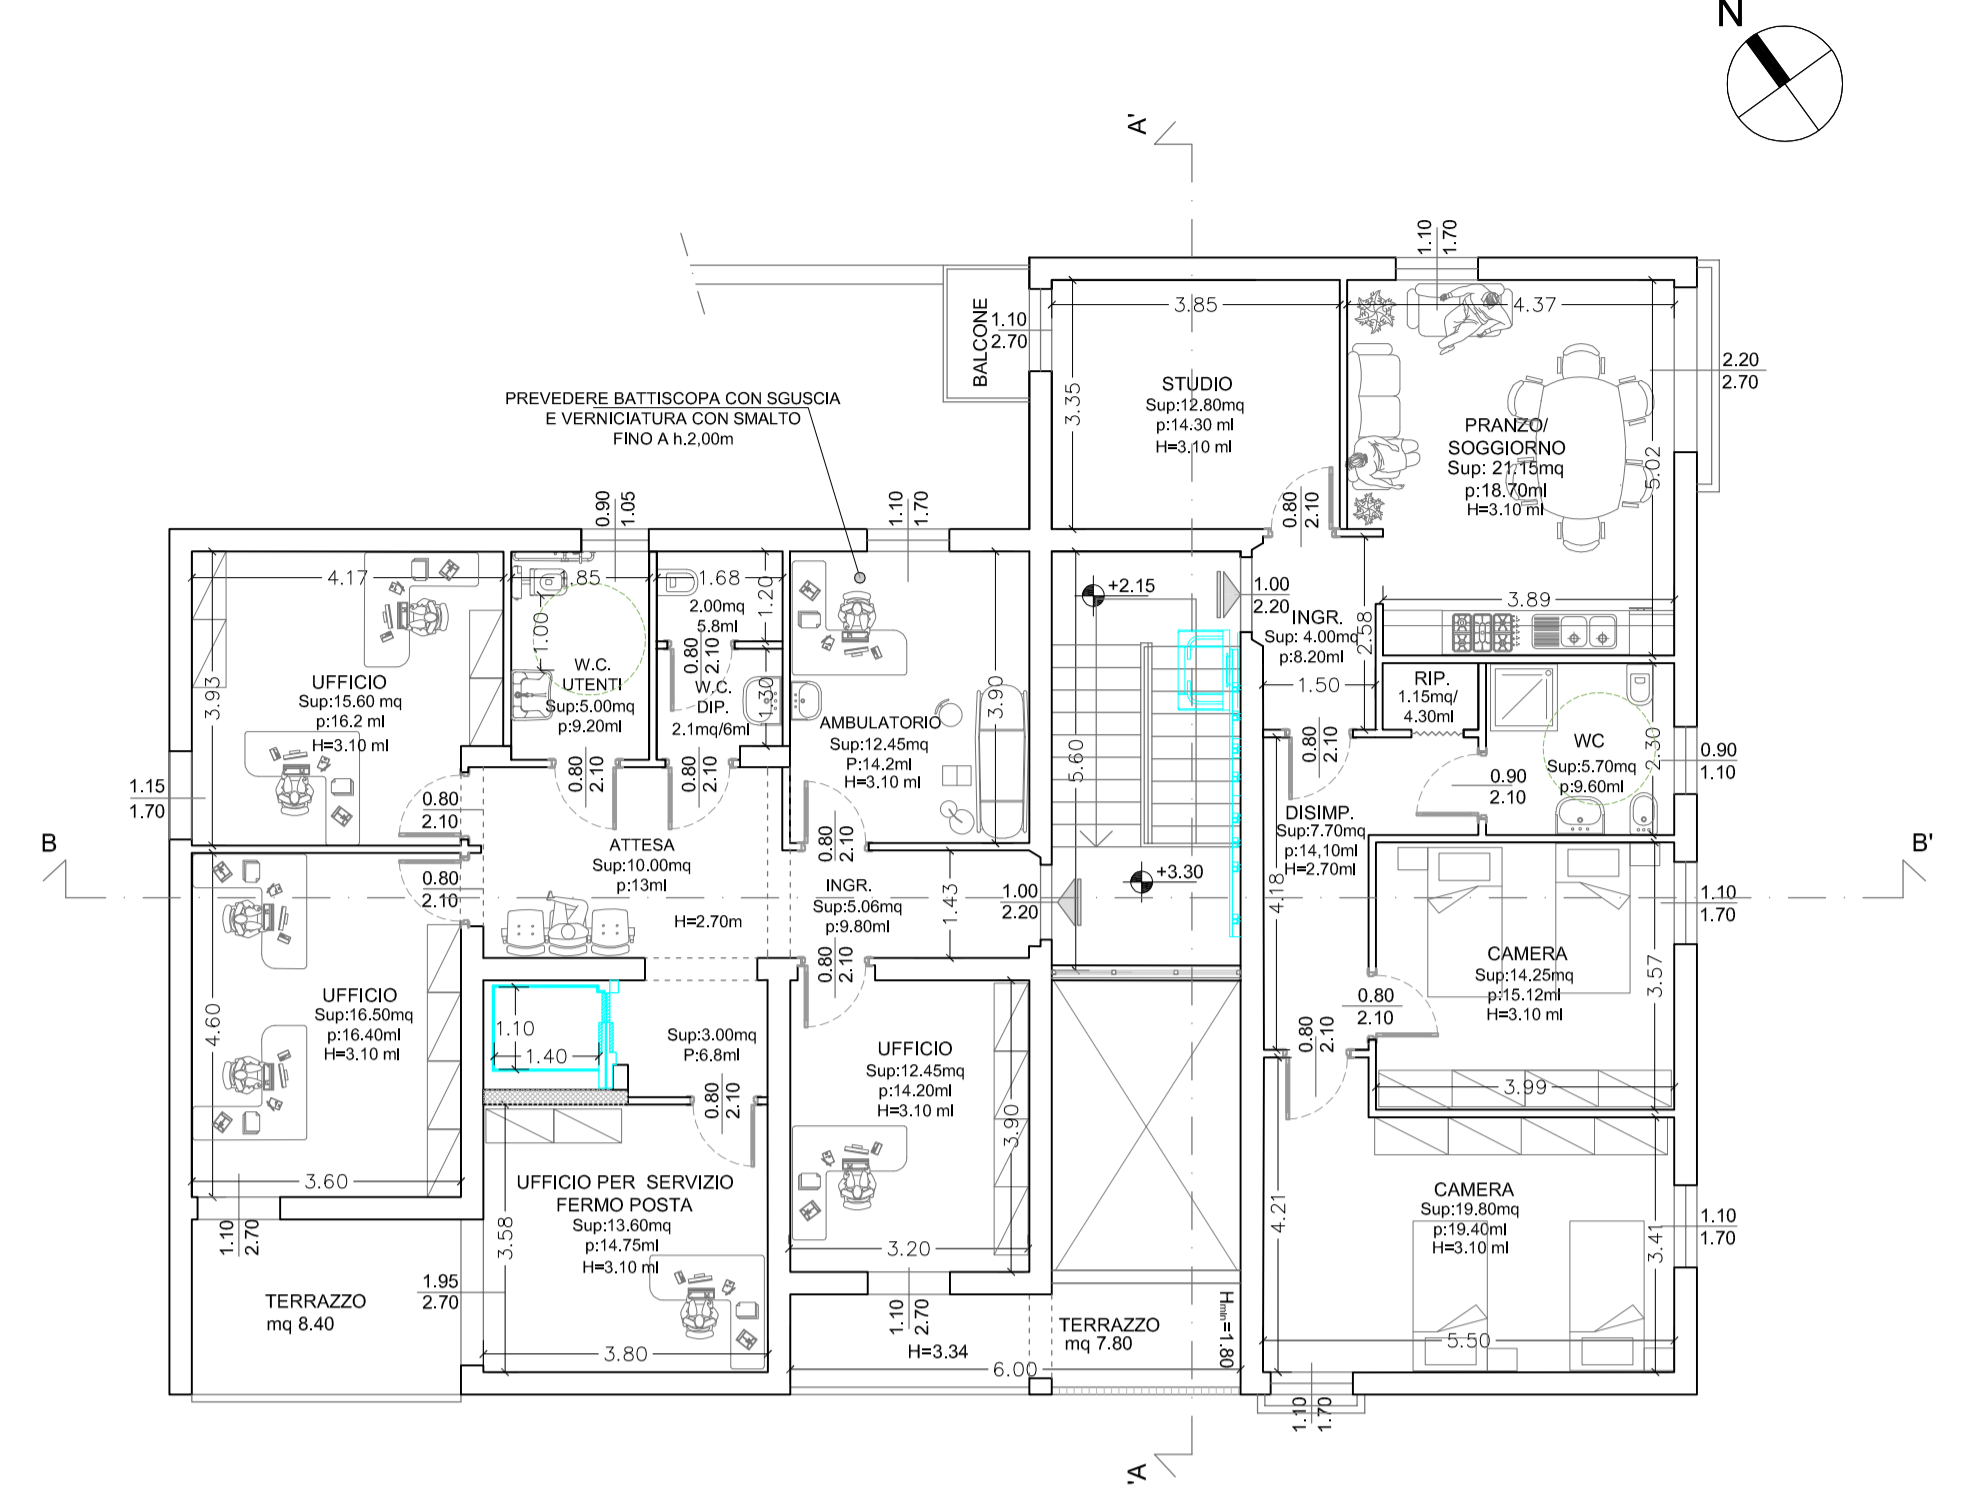 N
A'
1.10
1.70
3.85
4.37
BALCONE
1.10
2.70
3.35
STUDIO
Sup:12.80mq
p:14.30 ml
H=3.10 ml
2.20
2.70
PRANZO/
SOGGIORNO
Sup: 21.15mq
p:18.70ml
H=3.10 ml
5.02
PREVEDERE BATTISCOPA CON SGUSCIA
E VERNICIATURA CON SMALTO
FINO A h.2,00m
0.90
1.05
1.10
1.70
0.80
2.10
4.17
1.85
1.68
1.20
2.00mq
5.8ml
1.00
+2.15
1.00
2.20
3.89
INGR.
Sup: 4.00mq
p:8.20ml
2.58
1.50
UFFICIO
Sup:15.60 mq
p:16.2 ml
H=3.10 ml
3.93
W.C.
UTENTI
Sup:5.00mq
p:9.20ml
0.80
2.10
W.C.
DIP.
2.1mq/6ml
1.30
AMBULATORIO
Sup:12.45mq
P:14.2ml
H=3.10 ml
3.90
5.60
RIP.
1.15mq/
4.30ml
0.80
2.10
WC
Sup:5.70mq
p:9.60ml
2.30
0.90
1.10
0.90
2.10
1.15
1.70
0.80
2.10
0.80
2.10
0.80
2.10
DISIMP.
Sup:7.70mq
p:14,10ml
H=2.70ml
B
B'
ATTESA
Sup:10.00mq
p:13ml
H=2.70m
0.80
2.10
0.80
2.10
INGR.
Sup:5.06mq
p:9.80ml
1.43
1.00
2.20
+3.30
4.18
1.10
1.70
CAMERA
Sup:14.25mq
p:15.12ml
H=3.10 ml
3.57
0.80
2.10
UFFICIO
Sup:16.50mq
p:16.40ml
H=3.10 ml
4.60
0.80
2.10
1.10
1.40
Sup:3.00mq
P:6.8ml
0.80
2.10
UFFICIO
Sup:12.45mq
p:14.20ml
H=3.10 ml
3.90
0.80
2.10
3.99
3.60
UFFICIO PER SERVIZIO
FERMO POSTA
Sup:13.60mq
p:14.75ml
H=3.10 ml
3.58
CAMERA
Sup:19.80mq
p:19.40ml
H=3.10 ml
4.21
3.41
1.10
1.70
1.10
2.70
3.20
1.95
2.70
TERRAZZO
mq 8.40
1.10
2.70
H=3.34
TERRAZZO
mq 7.80
Hmin=1.80
5.50
3.80
6.00
1.10
1.70
'A